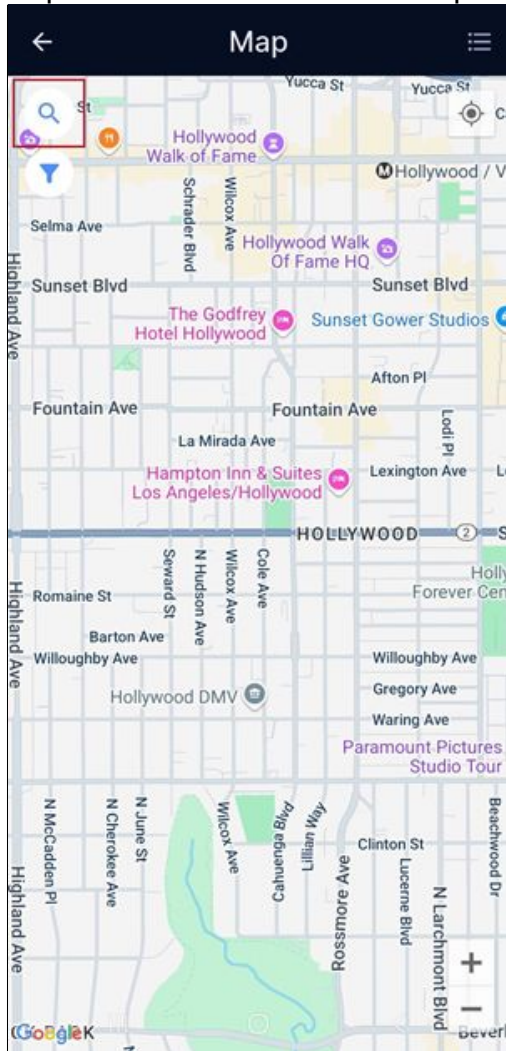 Map
Yucca St
Yucca St
St
Hollywood
Walk of Fame
Hollywood / V
Schrader Blvd
Wilcox Ave
Selma Ave
Hollywood Walk
Of Fame HQ
Highland Ave
Sunset Blvd
Sunset Blvd
The Godfrey
Hotel Hollywood
Sunset Gower Studios
Afton Pl
Fountain Ave
Fountain Ave
Lodi Pl
La Mirada Ave
Hampton Inn & Suites
Los Angeles/Hollywood
Lexington Ave
HOLLYWOOD
2
S
Highland Ave
Seward St
N Hudson Ave
Wilcox Ave
Cole Ave
Holly
Forever Cem
Romaine St
Barton Ave
Willoughby Ave
Willoughby Ave
Gregory Ave
Hollywood DMV
Waring Ave
Paramount Pictures
Studio Tour
N McCadden Pl
N Cherokee Ave
N June St
Wilcox Ave
Cahuenga Blvd
Lillian Way
Clinton St
Beachwood Dr
Highland Ave
Rossmore Ave
Lucerne Blvd
N Larchmont Blvd
Google
K
Beverl